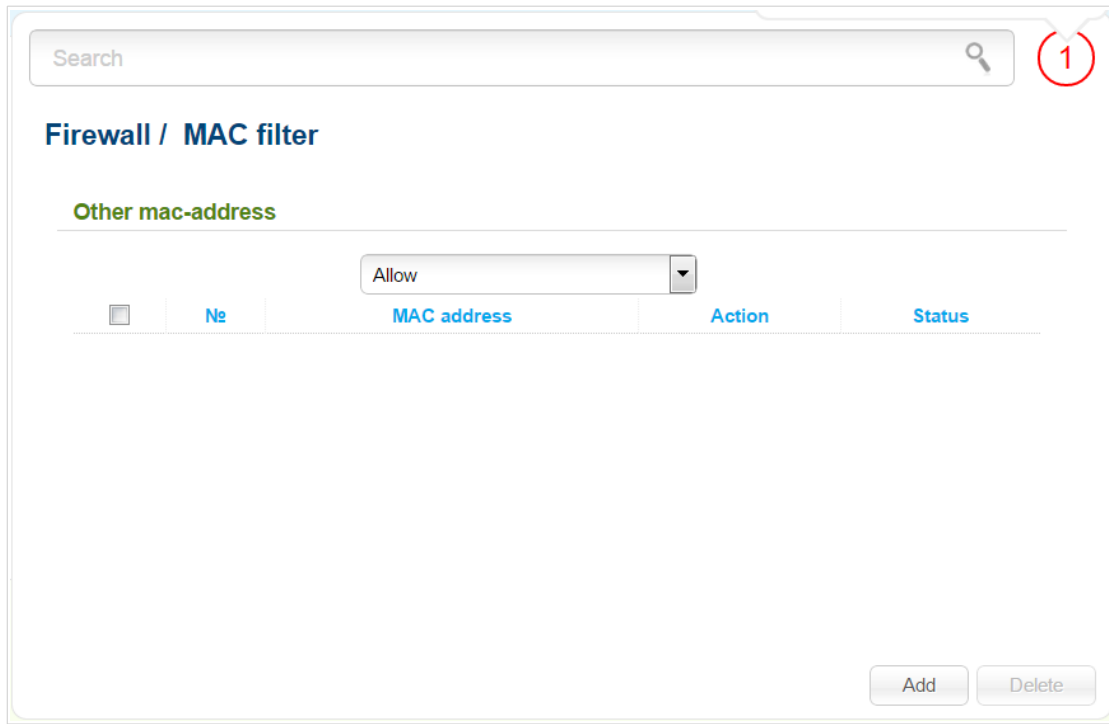 Search
1
Firewall / MAC filter
Other mac-address
Allow
№ MAC address Action Status
Add Delete